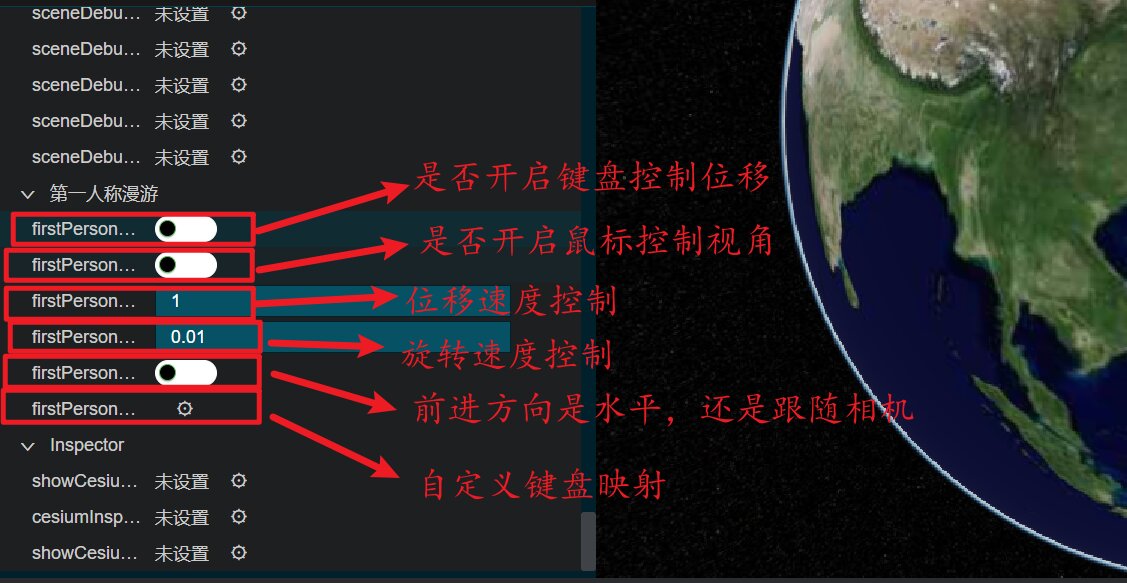 sceneDebu... 未设置
sceneDebu... 未设置
sceneDebu... 未设置
sceneDebu... 未设置
sceneDebu... 未设置
第一人称漫游
是否开启键盘控制位移
firstPerson...
是否开启鼠标控制视角
firstPerson...
firstPerson... 1
位移速度控制
firstPerson... 0.01
旋转速度控制
firstPerson...
前进方向是水平，还是跟随相机
firstPerson...
Inspector
自定义键盘映射
showCesiu... 未设置
cesiumInsp... 未设置
showCesiu... 未设置